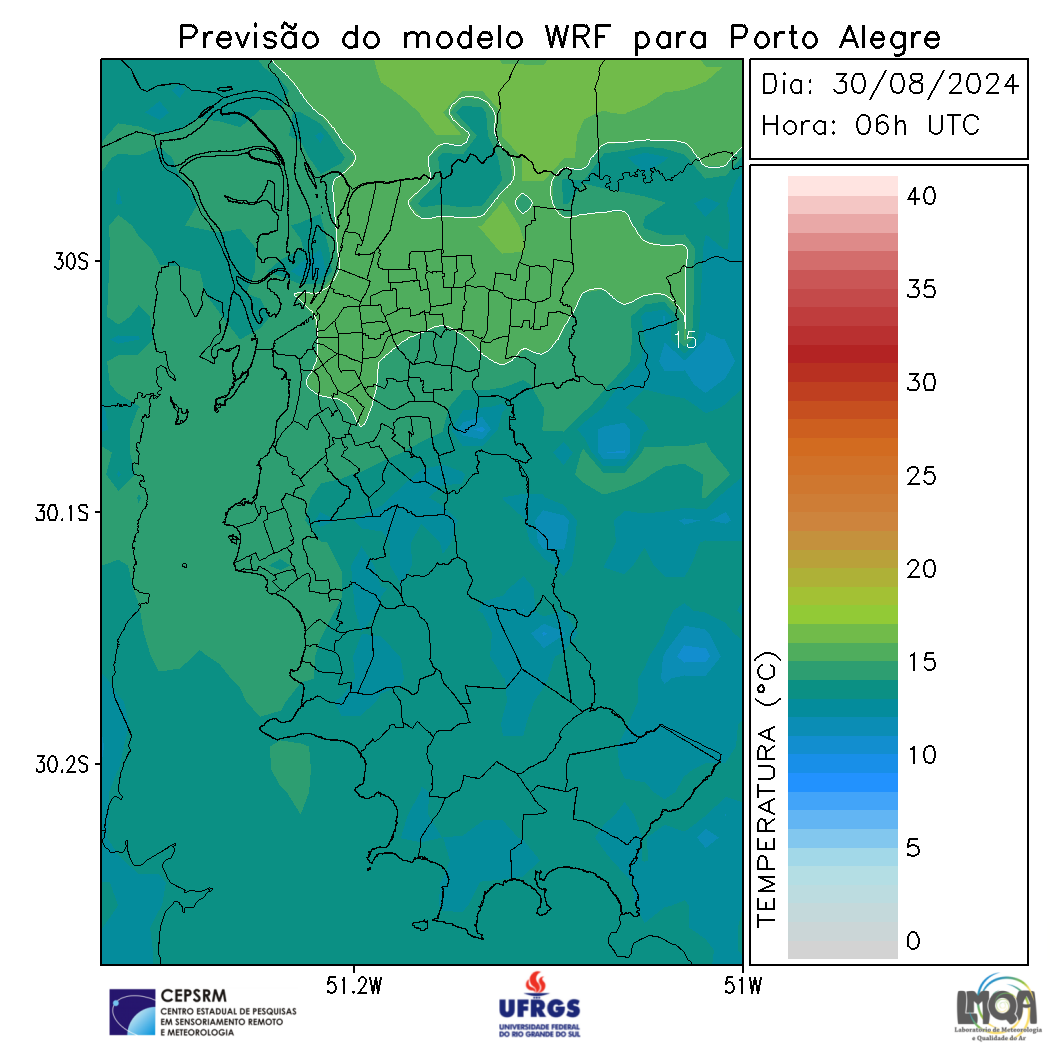 Previsão do modelo WRF para Porto Alegre
Dia: 30/08/2024
Hora: 06h UTC
30S
30.1S
30.2S
51.2W
51W
15
TEMPERATURA (°C)
40
35
30
25
20
15
10
5
0
CEPSRM
CENTRO ESTADUAL DE PESQUISAS
EM SENSORIAMENTO REMOTO
E METEOROLOGIA
UFRGS
UNIVERSIDADE FEDERAL
DO RIO GRANDE DO SUL
LMQA
Laboratório de Meteorologia
e Qualidade do Ar